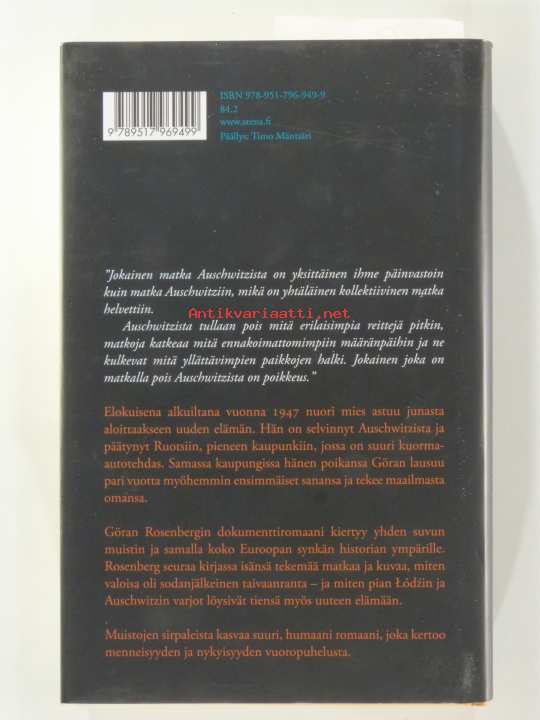 ISBN 978-951-796-949-9
84.2
www.atena.fi
Päällys: Timo Mäntsäri
9 789517 969499
"Jokainen matka Auschwitzista on yksittäinen ihme päinvastoin
kuin matka Auschwitziin, mikä on yhtäläinen kollektiivinen matka
helvettiin.
Antikvariaatti.net
Auschwitzista tullaan pois mitä erilaisimpia reittejä pitkin,
matkoja katkeaa mitä ennakoimattomimpiin määränpäihin ja ne
kulkevat mitä yllättävimpien paikkojen halki. Jokainen joka on
matkalla pois Auschwitzista on poikkeus."
Elokuisena alkuiltana vuonna 1947 nuori mies astuu junasta
aloittaakseen uuden elämän. Hän on selvinnyt Auschwitzista ja
päätynyt Ruotsiin, pieneen kaupunkiin, jossa on suuri kuorma-
autotehdas. Samassa kaupungissa hänen poikansa Göran lausuu
pari vuotta myöhemmin ensimmäiset sanansa ja tekee maailmasta
omansa.
Göran Rosenbergin dokumenttiromaani kiertyy yhden suvun
muistin ja samalla koko Euroopan synkän historian ympärille.
Rosenberg seuraa kirjassa isänsä tekemää matkaa ja kuvaa, miten
valoisa oli sodanjälkeinen taivaanranta – ja miten pian Łódźin ja
Auschwitzin varjot löysivät tiensä myös uuteen elämään.
Muistojen sirpaleista kasvaa suuri, humaani romaani, joka kertoo
menneisyyden ja nykyisyyden vuoropuhelusta.